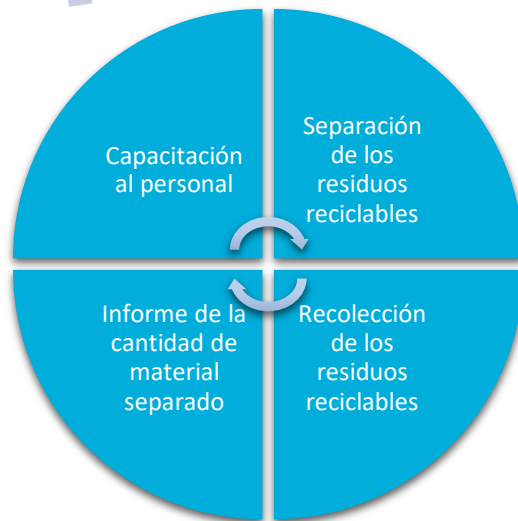 Capacitación
al personal
Separación
de los
residuos
reciclables
Informe de la
cantidad de
material
separado
Recolección
de los
residuos
reciclables